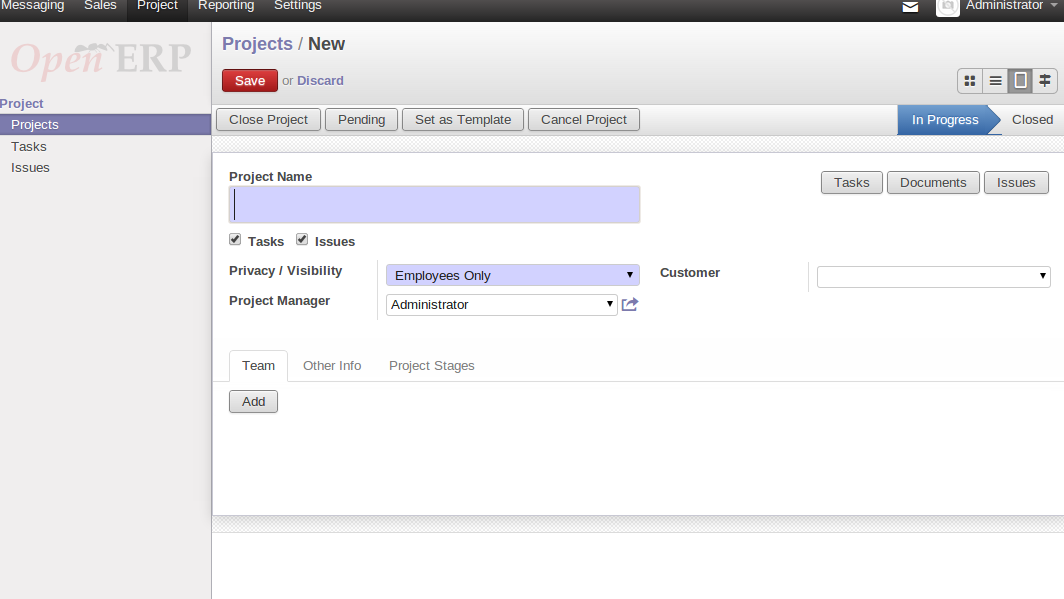 Messaging Sales Project Reporting Settings Administrator
Open ERP
Projects / New
Save or Discard
Project
Projects
Tasks
Issues
Close Project Pending Set as Template Cancel Project In Progress Closed
Project Name
Tasks Documents Issues
Tasks Issues
Privacy / Visibility Employees Only Customer
Project Manager Administrator
Team Other Info Project Stages
Add